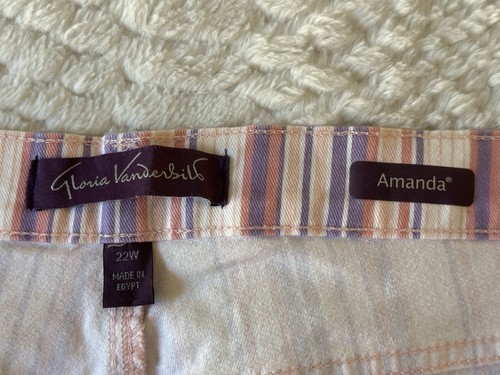 Gloria Vanderbilt
Amanda®
22W
MADE IN
EGYPT